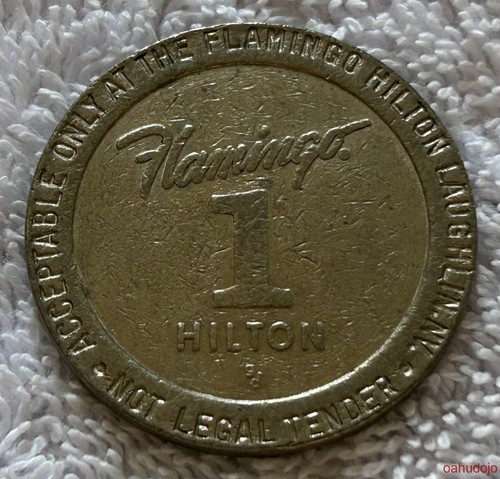 ACCEPTABLE ONLY AT THE FLAMINGO HILTON LAUGHLIN.NV.
Flamingo.
1
HILTON
• NOT LEGAL TENDER •
oahudojo